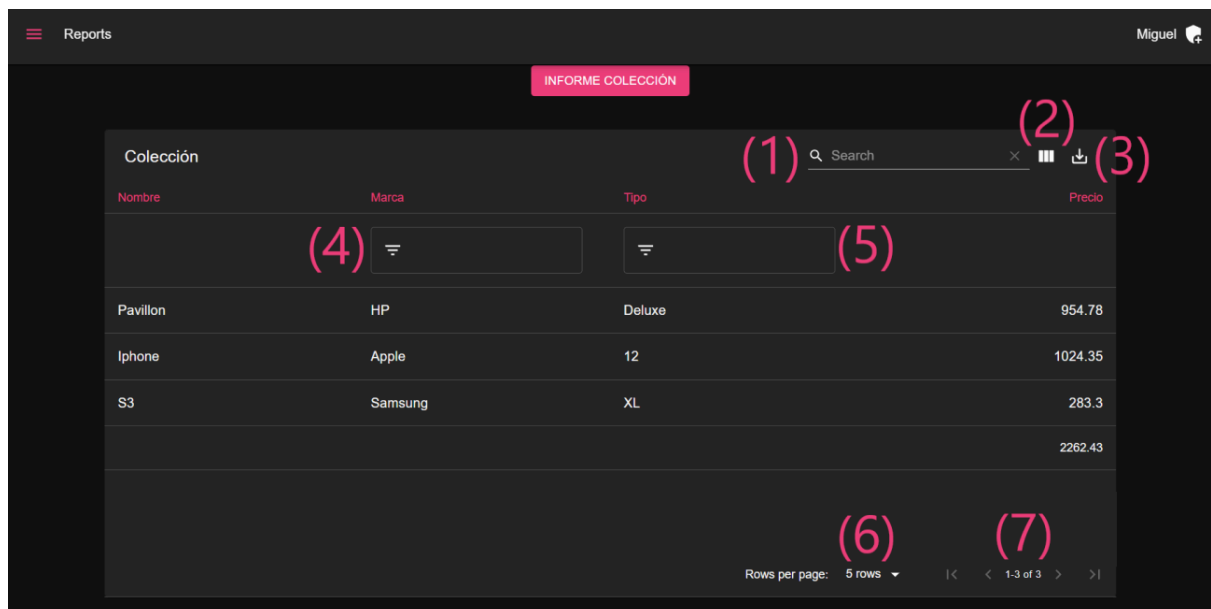 Reports Miguel
INFORME COLECCIÓN
(2)
Colección (1) Search (3)
Nombre Marca Tipo Precio
(4) (5)
Pavillon HP Deluxe 954.78
Iphone Apple 12 1024.35
S3 Samsung XL 283.3
2262.43
(6) (7)
Rows per page: 5 rows 1-3 of 3